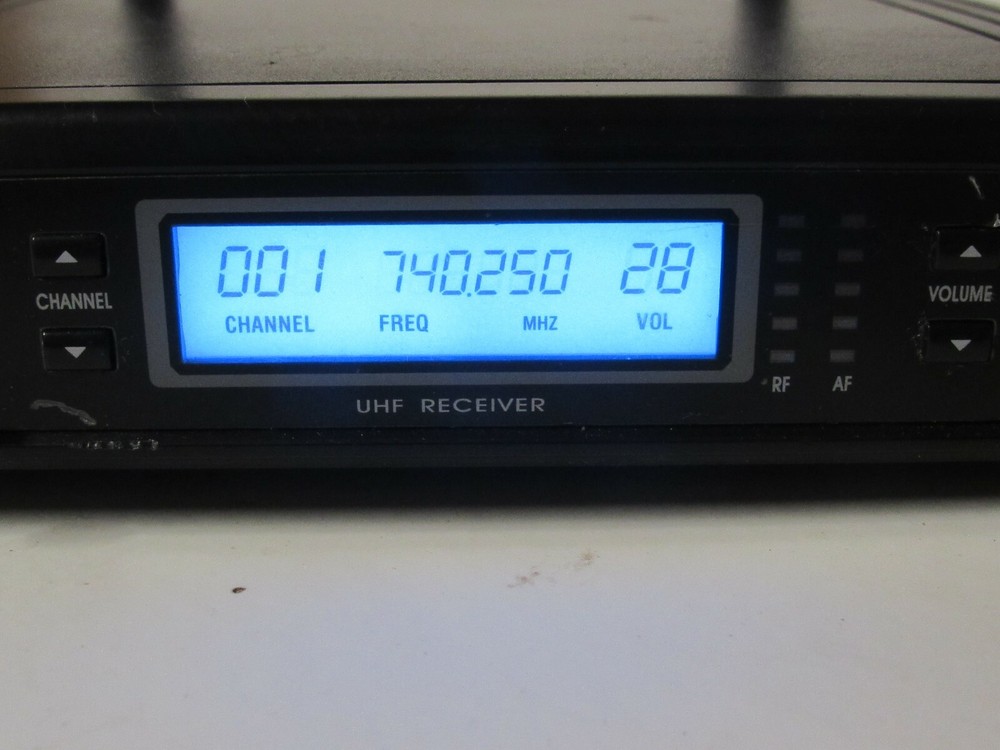 001 740.250 28
CHANNEL FREQ MHZ VOL
CHANNEL
VOLUME
RF AF
UHF RECEIVER